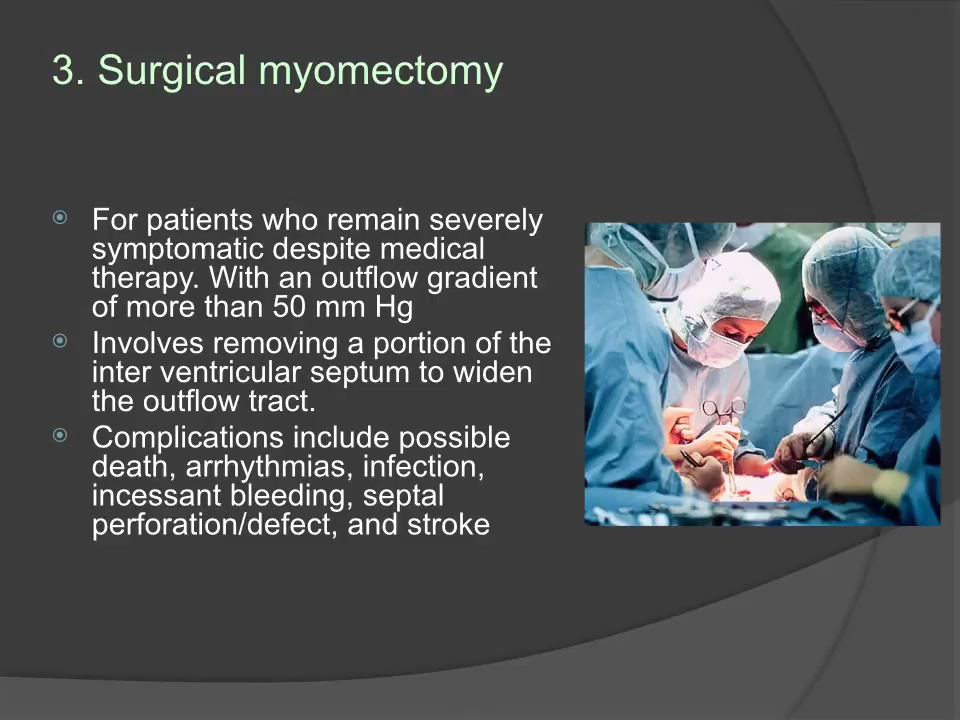 3. Surgical myomectomy
For patients who remain severely
symptomatic despite medical
therapy. With an outflow gradient
of more than 50 mm Hg
Involves removing a portion of the
inter ventricular septum to widen
the outflow tract.
Complications include possible
death, arrhythmias, infection,
incessant bleeding, septal
perforation/defect, and stroke